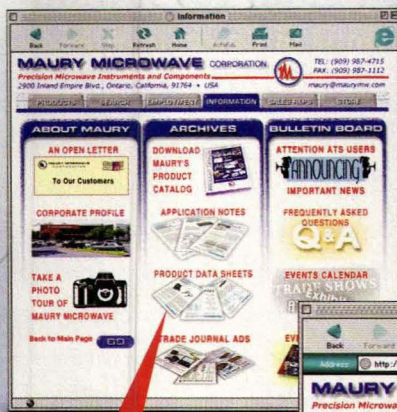 Information
Back Forward Stop Refresh Home AutoFill Print Mail
MAURY MICROWAVE CORPORATION
TEL: (909) 987-4715
FAX: (909) 987-1112
Precision Microwave Instruments and Components
2900 Inland Empire Blvd., Ontario, California, 91764 • USA
maury@maurymw.com
PRODUCTS SEARCH EMPLOYMENT INFORMATION SALES REPS STORE
ABOUT MAURY
AN OPEN LETTER
MAURY MICROWAVE
CORPORATION
To Our Customers
CORPORATE PROFILE
TAKE A
PHOTO
TOUR OF
MAURY MICROWAVE
Back to Main Page GO
ARCHIVES
DOWNLOAD
MAURY'S
PRODUCT
CATALOG
APPLICATION NOTES
PRODUCT DATA SHEETS
TRADE JOURNAL ADS
BULLETIN BOARD
ATTENTION ATS USERS
ANNOUNCING
IMPORTANT NEWS
FREQUENTLY ASKED
QUESTIONS
Q&A
EVENTS CALENDAR
TRADE SHOWS
Exhibit
Back Forward
Address http:/
MAURY
Precision Microwa